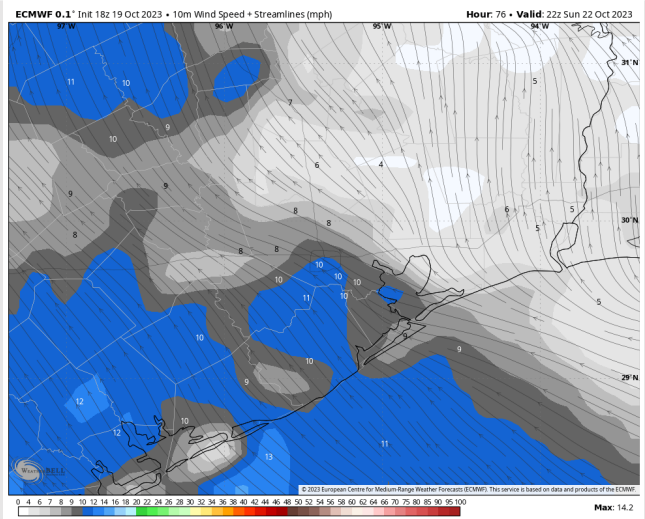 ECMWF 0.1° Init 18z 19 Oct 2023 • 10m Wind Speed + Streamlines (mph)
Hour: 76 • Valid: 22z Sun 22 Oct 2023
97°W 96°W 95°W 94°W
31°N
5
11 10
7
9
10
6 4
9
9
6 5
8
30°N
8
5
8
8 8
10
10
10 10
11 10
5
10
9
9
10
29°N
9
12
10
12
11
13
WeatherBELL
© 2023 European Centre for Medium-Range Weather Forecasts (ECMWF). This service is based on data and products of the ECMWF.
4 6 7 8 9 10 12 14 16 18 20 22 24 26 28 30 32 34 36 38 40 42 44 46 48 50 52 54 56 58 60 65 70 75 80 85 90 95 100
Max: 14.2